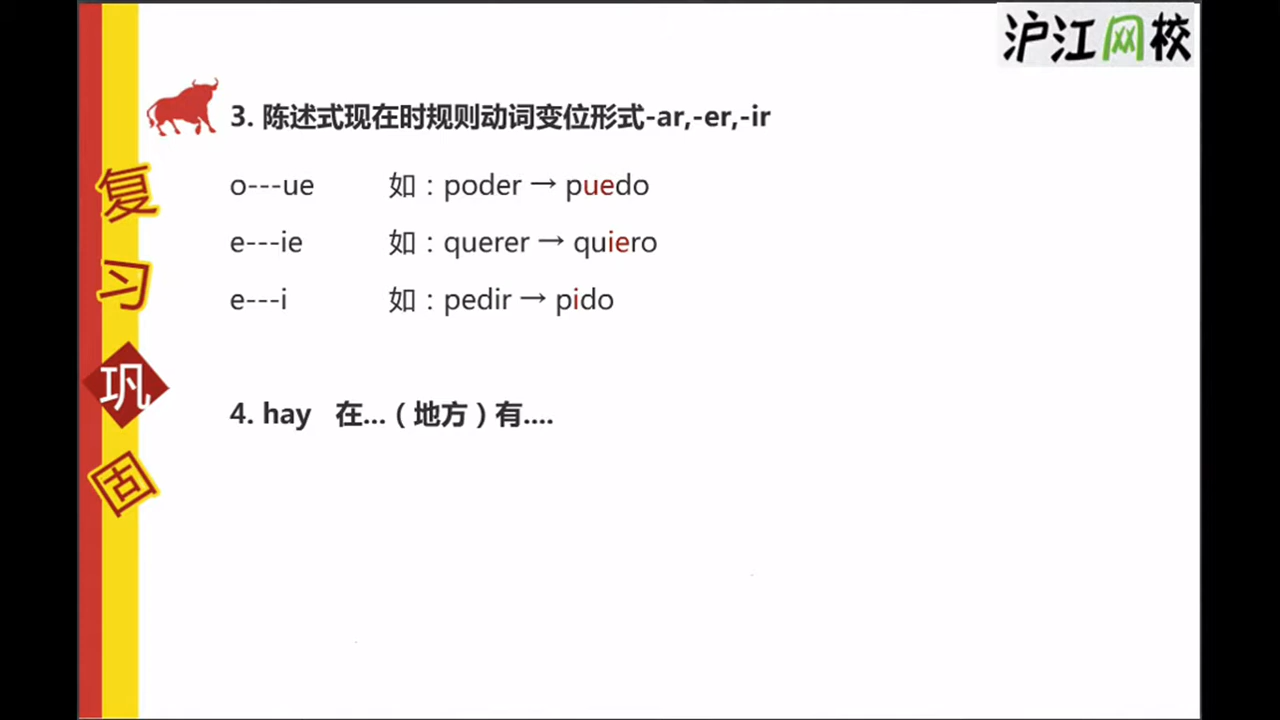 沪江网校
3. 陈述式现在时规则动词变位形式-ar,-er,-ir
o---ue 如：poder → puedo
e---ie 如：querer → quiero
e---i 如：pedir → pido
4. hay 在...（地方）有....
复
习
巩
固